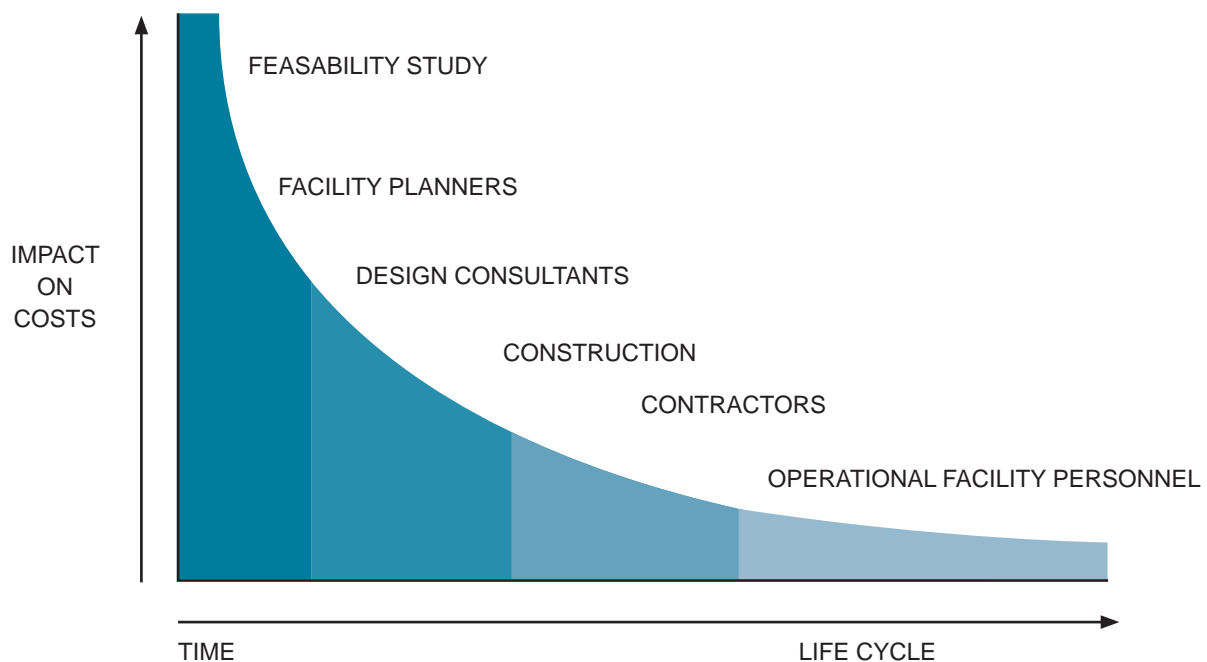 FEASABILITY STUDY
FACILITY PLANNERS
IMPACT
ON
COSTS
DESIGN CONSULTANTS
CONSTRUCTION
CONTRACTORS
OPERATIONAL FACILITY PERSONNEL
TIME
LIFE CYCLE